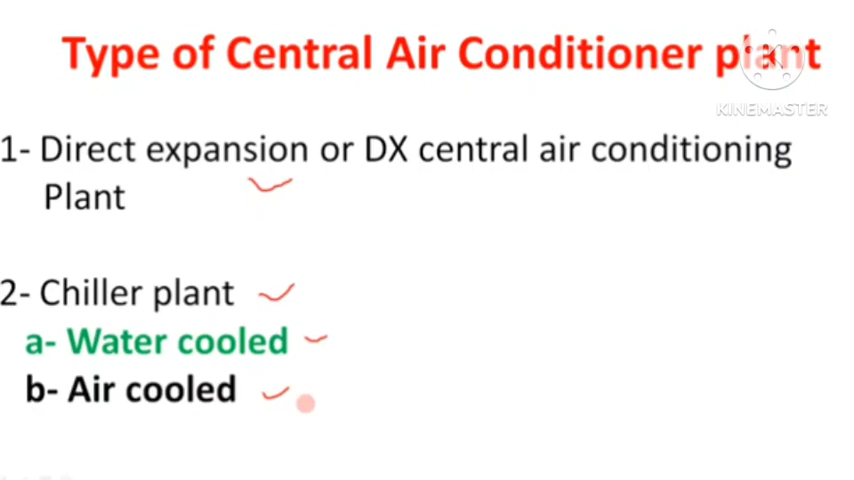 Type of Central Air Conditioner plant
KINEMASTER
1- Direct expansion or DX central air conditioning
Plant
2- Chiller plant
a- Water cooled
b- Air cooled